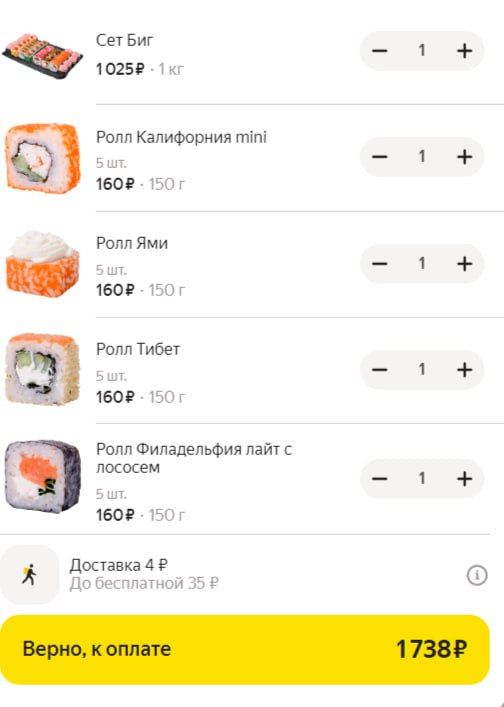 Сет Биг
1 025 ₽ · 1 кг
− 1 +
Ролл Калифорния mini
5 шт.
160 ₽ · 150 г
− 1 +
Ролл Ями
5 шт.
160 ₽ · 150 г
− 1 +
Ролл Тибет
5 шт.
160 ₽ · 150 г
− 1 +
Ролл Филадельфия лайт с
лососем
5 шт.
160 ₽ · 150 г
− 1 +
Доставка 4 ₽
До бесплатной 35 ₽
Верно, к оплате 1 738 ₽